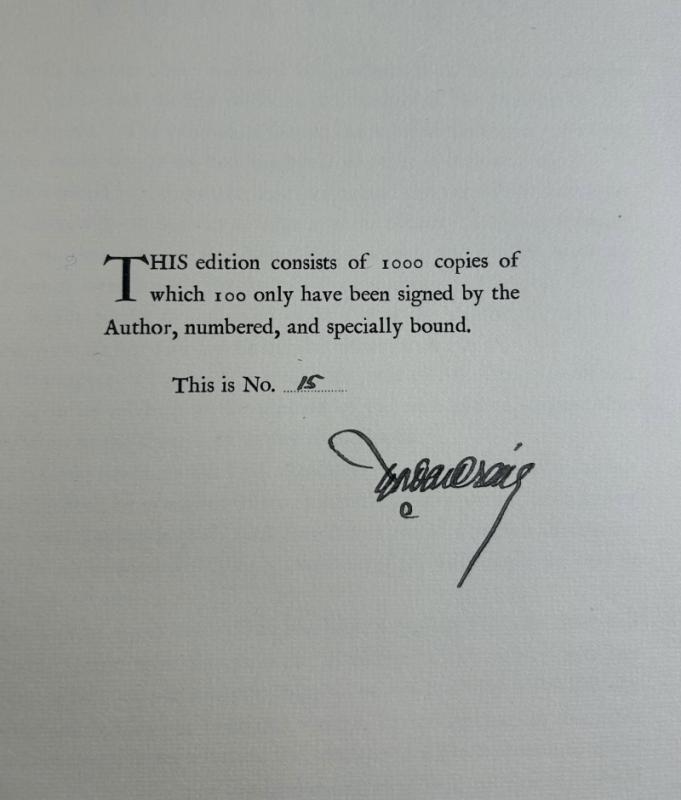 THIS edition consists of 1000 copies of
which 100 only have been signed by the
Author, numbered, and specially bound.
This is No. 15